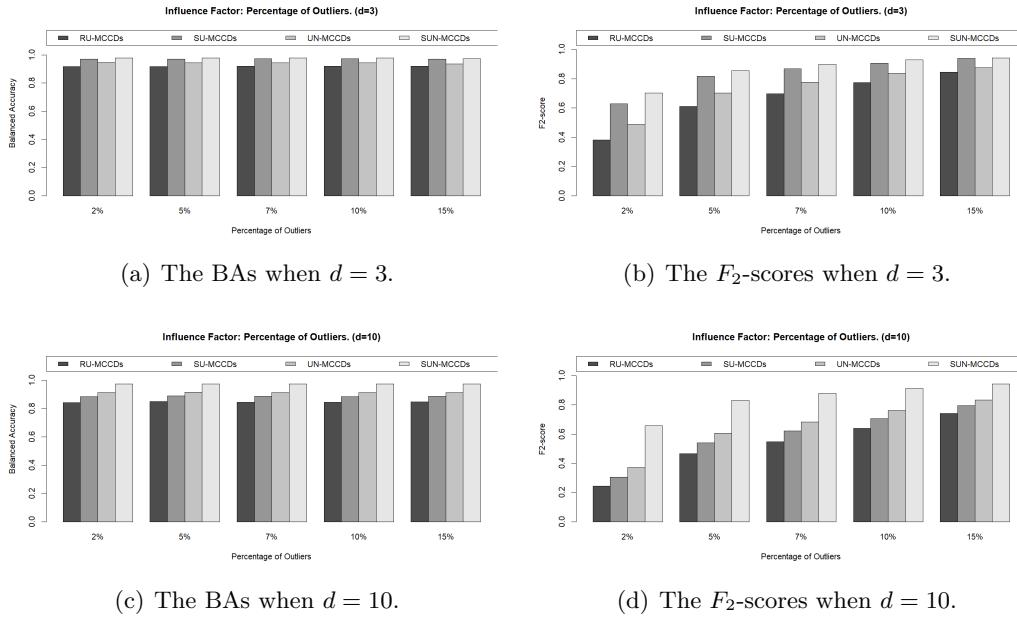 Influence Factor: Percentage of Outliers. (d=3)
RU-MCCDs SU-MCCDs UN-MCCDs SUN-MCCDs
Balanced Accuracy
0.0 0.2 0.4 0.6 0.8 1.0
2% 5% 7% 10% 15%
Percentage of Outliers
(a) The BAs when d = 3.
Influence Factor: Percentage of Outliers. (d=3)
RU-MCCDs SU-MCCDs UN-MCCDs SUN-MCCDs
F2-score
0.0 0.2 0.4 0.6 0.8 1.0
2% 5% 7% 10% 15%
Percentage of Outliers
(b) The F₂-scores when d = 3.
Influence Factor: Percentage of Outliers. (d=10)
RU-MCCDs SU-MCCDs UN-MCCDs SUN-MCCDs
Balanced Accuracy
0.0 0.2 0.4 0.6 0.8 1.0
2% 5% 7% 10% 15%
Percentage of Outliers
(c) The BAs when d = 10.
Influence Factor: Percentage of Outliers. (d=10)
RU-MCCDs SU-MCCDs UN-MCCDs SUN-MCCDs
F2-score
0.0 0.2 0.4 0.6 0.8 1.0
2% 5% 7% 10% 15%
Percentage of Outliers
(d) The F₂-scores when d = 10.